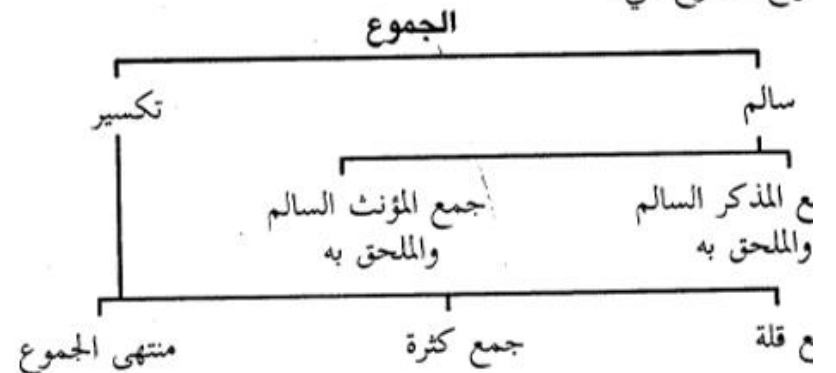 الجموع
سالم تكسير
المذكر السالم جمع المؤنث السالم
والملحق به والملحق به
قلة جمع كثرة منتهى الجموع